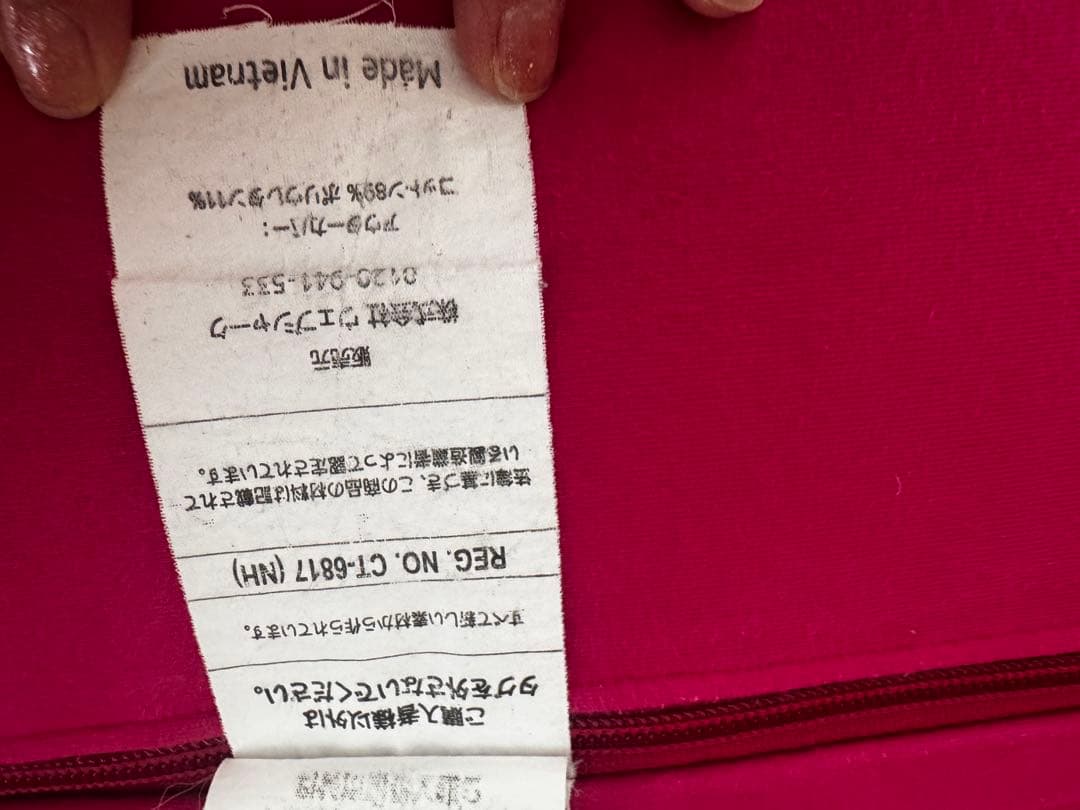 ご購入者様以外は
タグを外さないでください。
すべて新しい素材から作られています。
REG. NO. CT-6817 (NH)
法律に基づき、この商品の材料は記載されて
いる製造業者によって認定されています。
販売元
株式会社 ウェブシャーク
0120-941-533
アウターカバー:
コットン89% ポリウレタン11%
Made in Vietnam